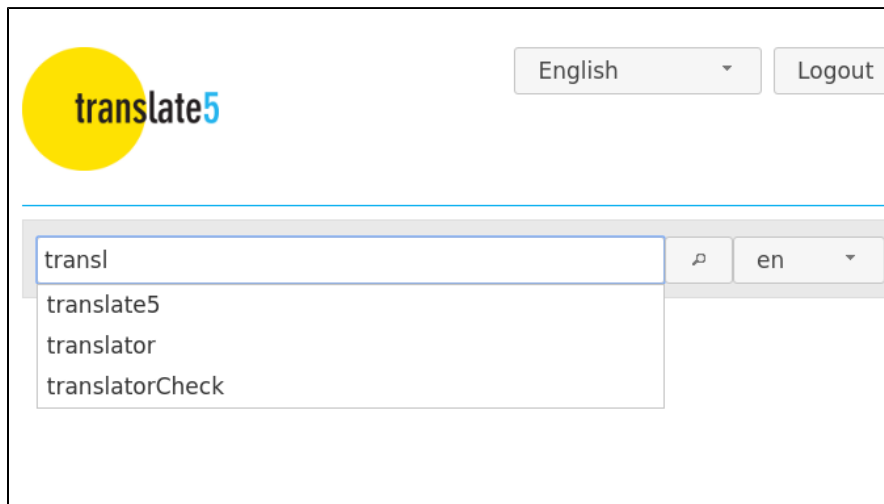 English
Logout
translate5
transl
en
translate5
translator
translatorCheck